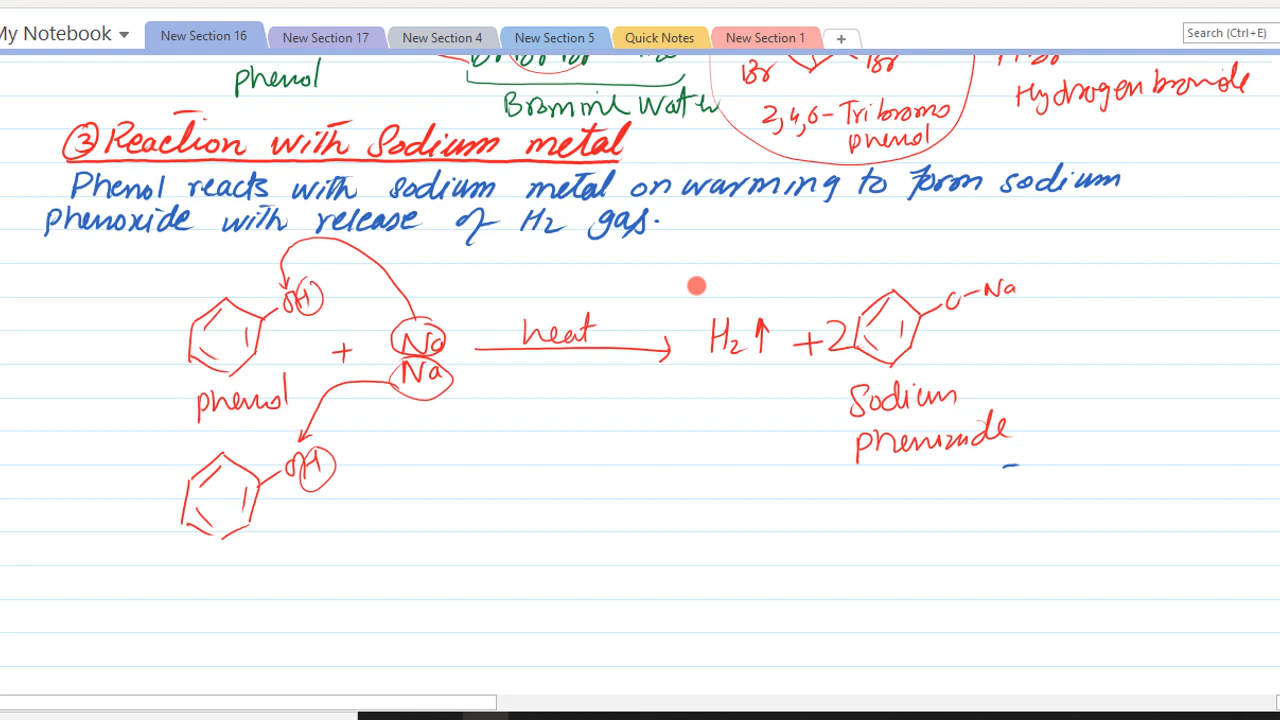 My Notebook
New Section 16
New Section 17
New Section 4
New Section 5
Quick Notes
New Section 1
+
Search (Ctrl+E)
Br
Br
phenol
Bromine Water
2,4,6-Tribromo
phenol
Hydrogen bromide
③ Reaction with Sodium metal
Phenol reacts with sodium metal on warming to form sodium
phenoxide with release of H2 gas.
OH
phenol
+
Na
Na
heat
H2↑ + 2
O-Na
Sodium
OH